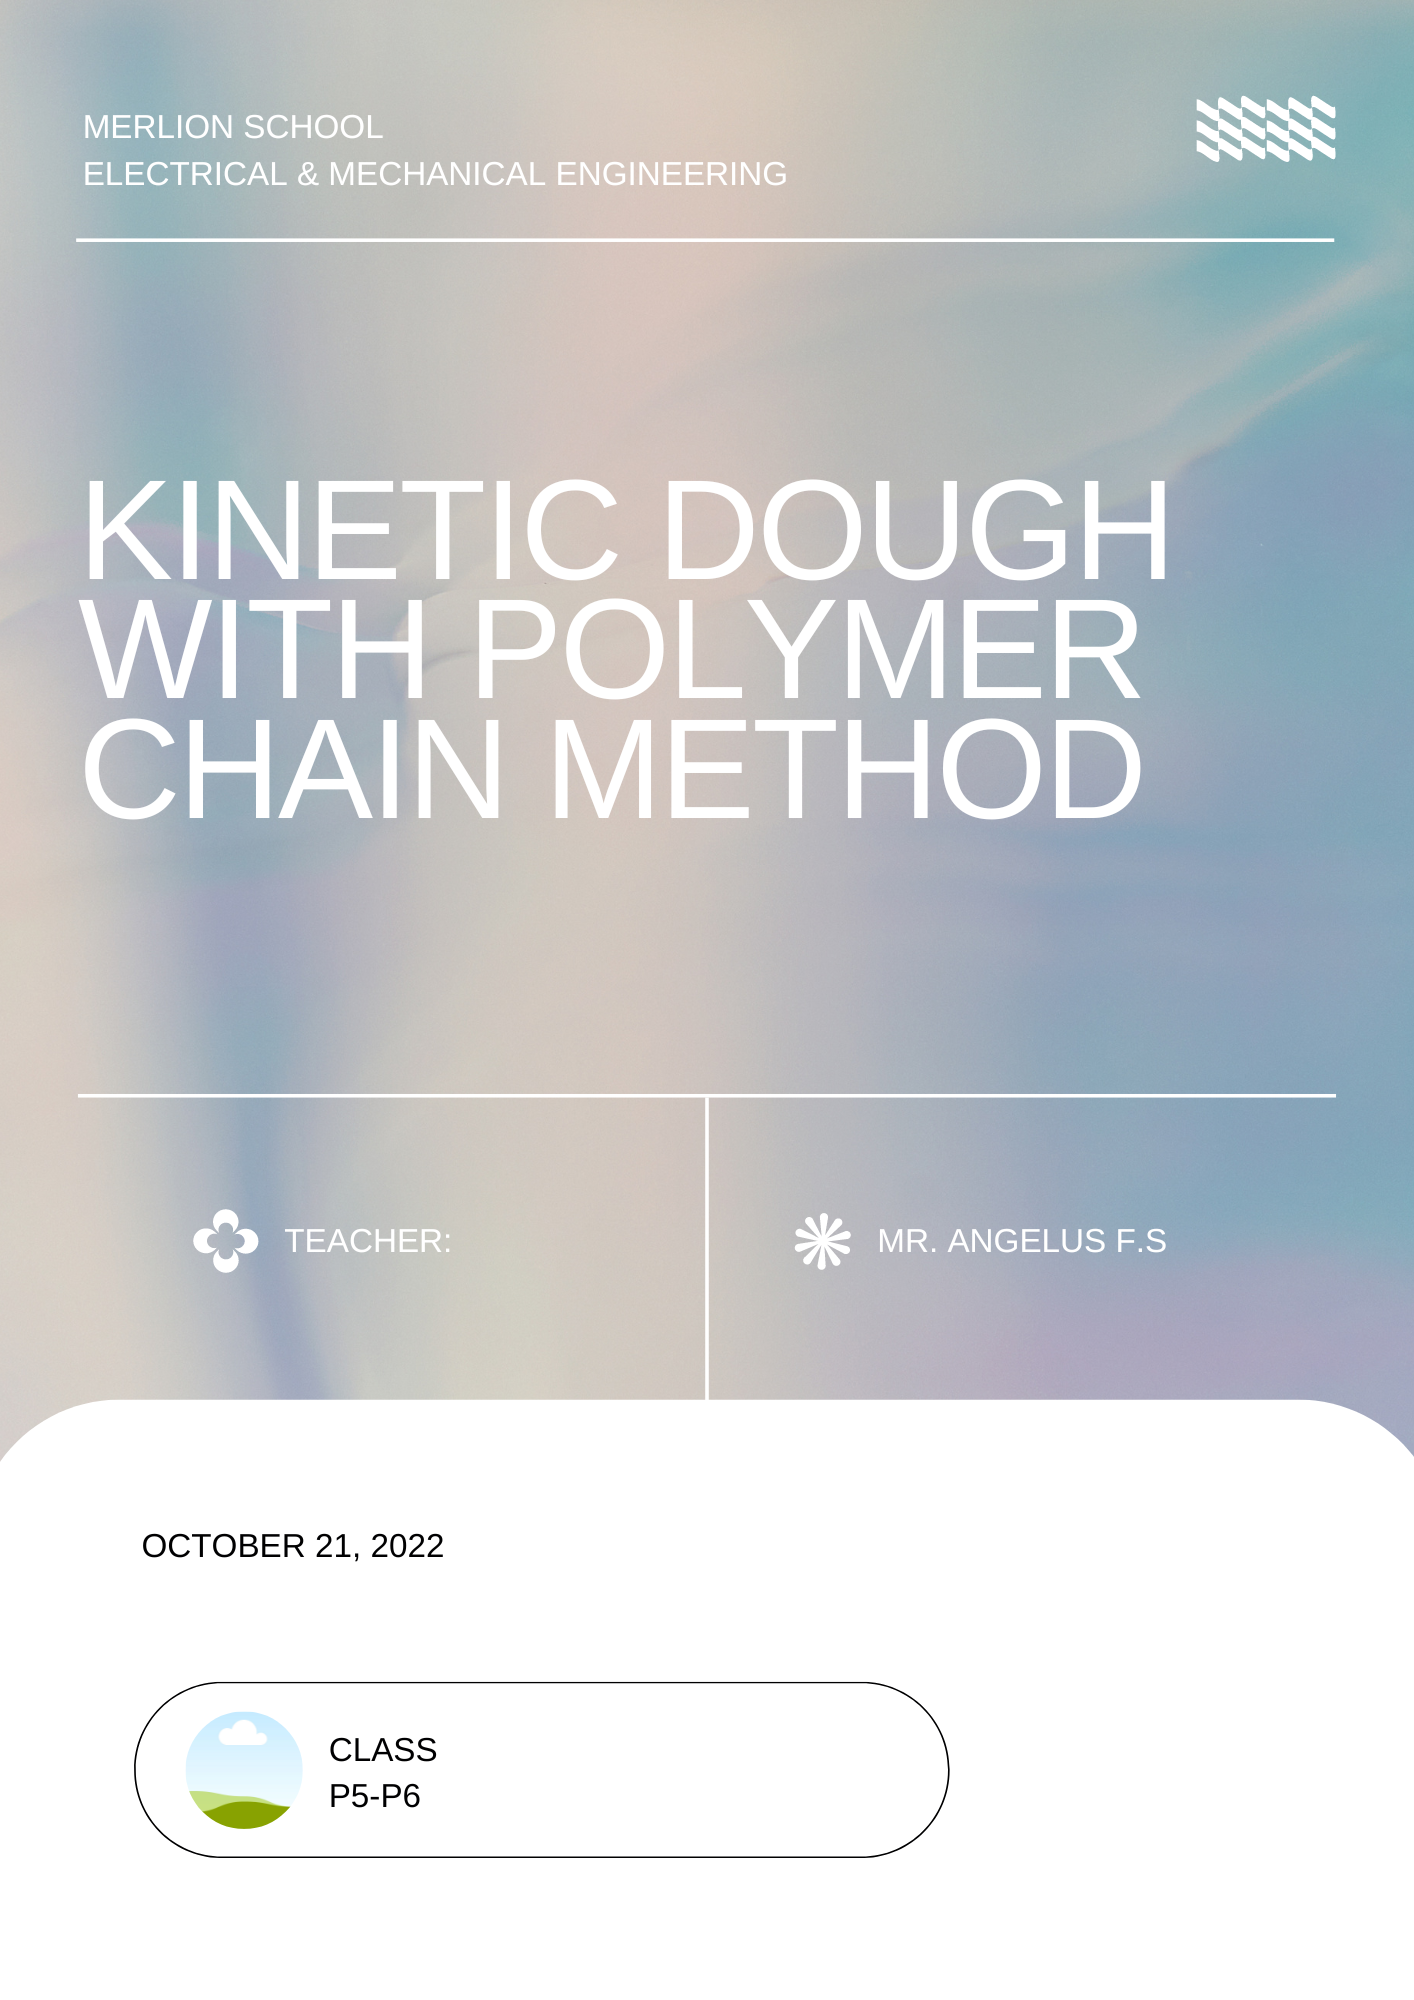 MERLION SCHOOL
ELECTRICAL & MECHANICAL ENGINEERING
KINETIC DOUGH
WITH POLYMER
CHAIN METHOD
TEACHER:
MR. ANGELUS F.S
OCTOBER 21, 2022
CLASS
P5-P6